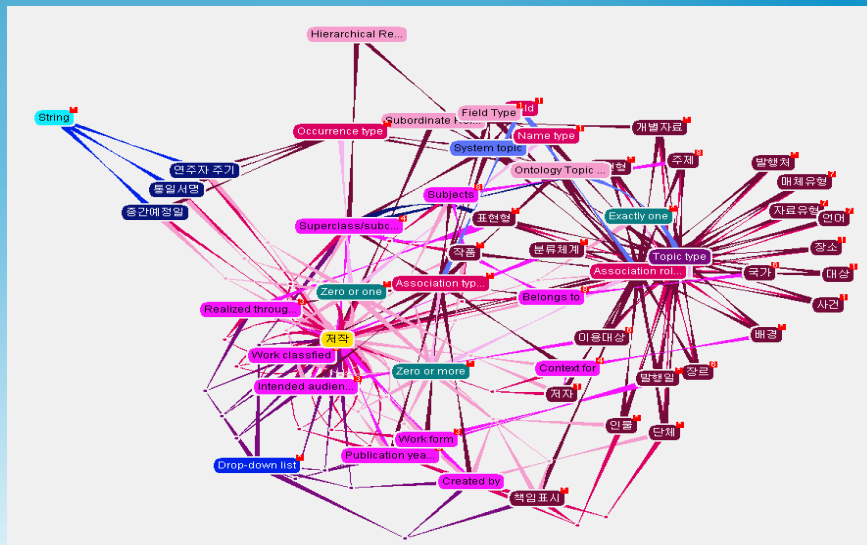 Hierarchical Re...
String
Subordinate Rol...
Field Type
Occurrence type
Name type
System topic
개별자료
연주자 주기
Ontology Topic ...
주제
발행처
통일서명
Subjects
매체유형
종간예정일
표현형
Exactly one
자료유형
언어
Superclass/subc...
작품
분류체계
Topic type
장소
Zero or one
Association typ...
Association rol...
국가
대상
Realized throug...
Belongs to
사건
저작
이용대상
배경
Work classfied
Zero or more
Context for
발행일
장르
Intended audien...
저자
인물
단체
Work form
Drop-down list
Publication yea...
Created by
책임표시